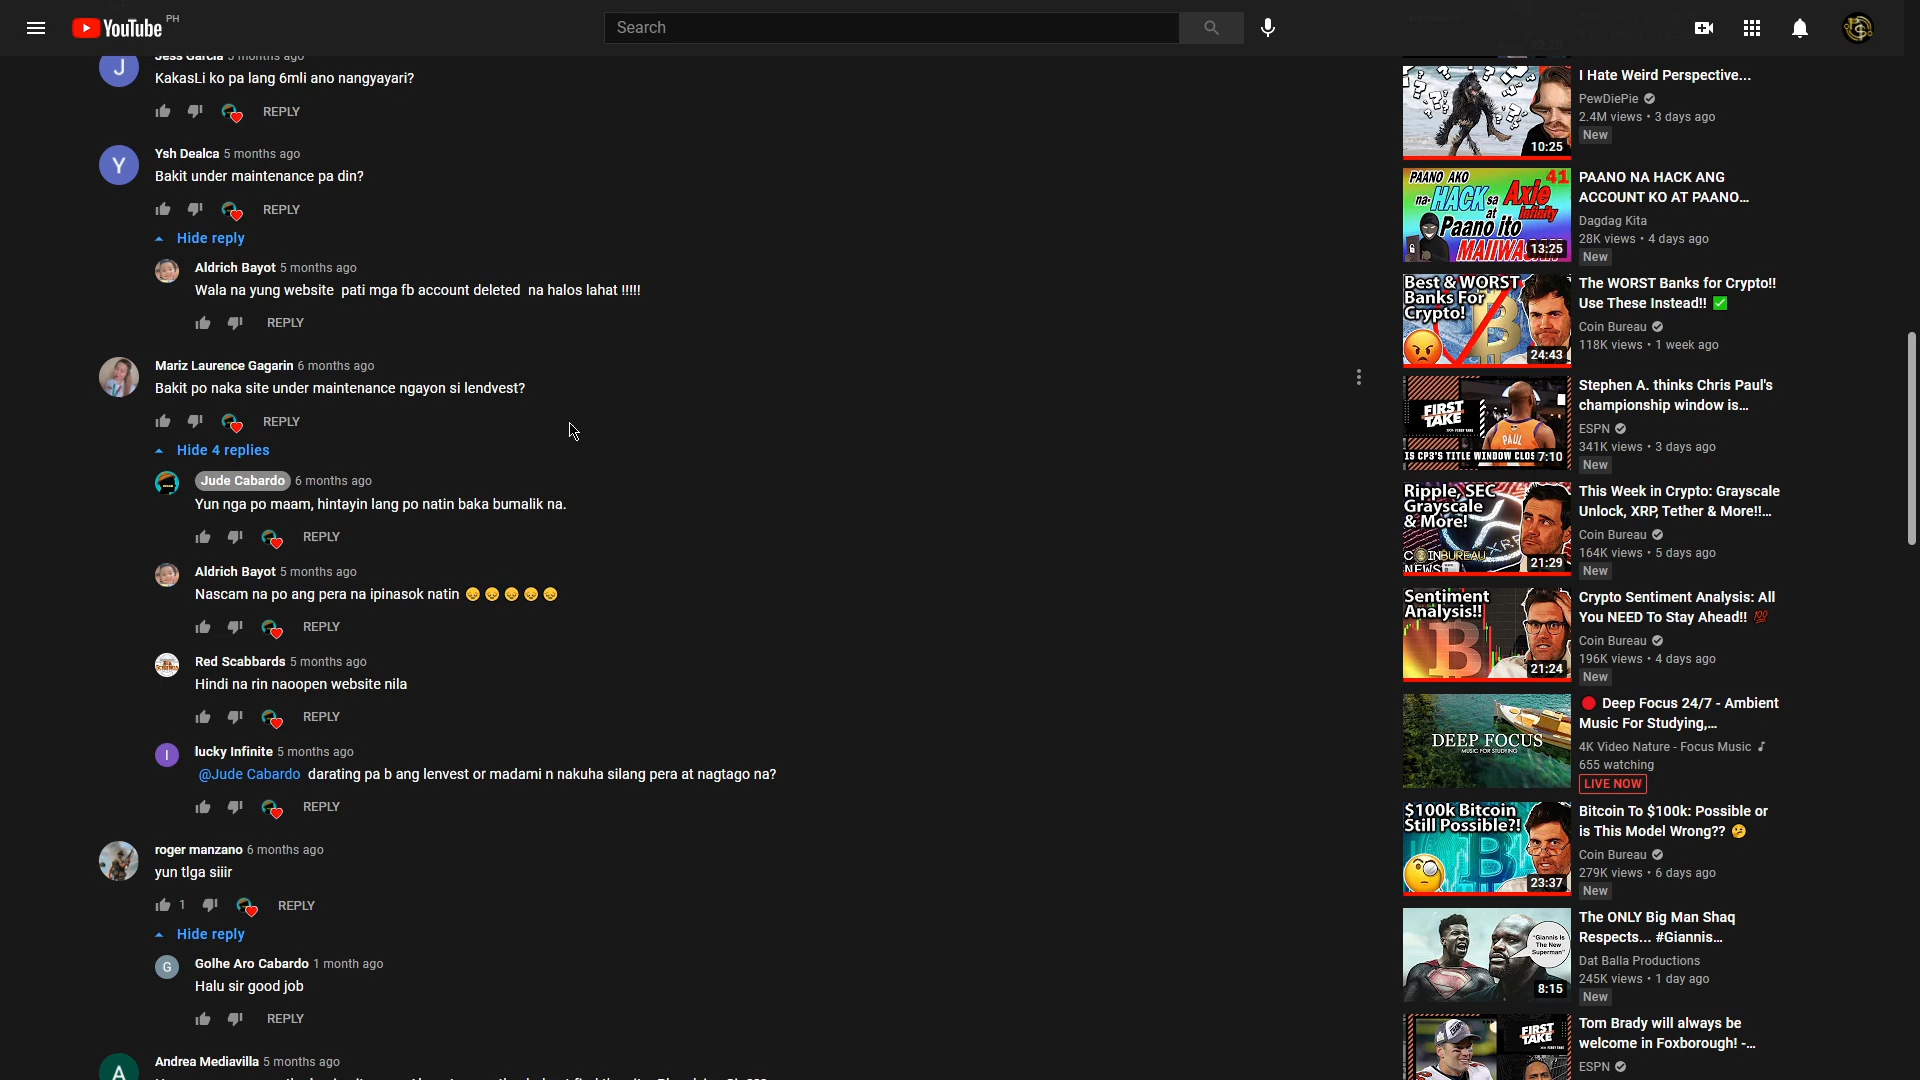 YouTube PH
Search
Jess Garcia 5 months ago
KakasLi ko pa lang 6mli ano nangyayari?
REPLY
Y
Ysh Dealca 5 months ago
Bakit under maintenance pa din?
REPLY
Hide reply
Aldrich Bayot 5 months ago
Wala na yung website pati mga fb account deleted na halos lahat !!!!!
REPLY
Mariz Laurence Gagarin 6 months ago
Bakit po naka site under maintenance ngayon si lendvest?
REPLY
Hide 4 replies
Jude Cabardo 6 months ago
Yun nga po maam, hintayin lang po natin baka bumalik na.
REPLY
Aldrich Bayot 5 months ago
Nascam na po ang pera na ipinasok natin 😞 😞 😞 😞 😞
REPLY
Red Scabbards 5 months ago
Hindi na rin naoopen website nila
REPLY
lucky Infinite 5 months ago
@Jude Cabardo darating pa b ang lenvest or madami n nakuha silang pera at nagtago na?
REPLY
roger manzano 6 months ago
yun tlga siiir
1 REPLY
Hide reply
G
Golhe Aro Cabardo 1 month ago
Halu sir good job
REPLY
A
Andrea Mediavilla 5 months ago
10:25
I Hate Weird Perspective...
PewDiePie
2.4M views • 3 days ago
New
PAANO AKO 41
na-HACK sa Axie
at Infinity
Paano ito
MAIIWASAN
13:25
PAANO NA HACK ANG
ACCOUNT KO AT PAANO...
Dagdag Kita
28K views • 4 days ago
New
Best & WORST
Banks For
Crypto!
24:43
The WORST Banks for Crypto!!
Use These Instead!! ✅
Coin Bureau
118K views • 1 week ago
FIRST
TAKE
PAUL
IS CP3'S TITLE WINDOW CLOS
7:10
Stephen A. thinks Chris Paul's
championship window is...
ESPN
341K views • 3 days ago
New
Ripple, SEC
Grayscale
& More!
XRP
COINBUREAU
NEWS
21:29
This Week in Crypto: Grayscale
Unlock, XRP, Tether & More!!...
Coin Bureau
164K views • 5 days ago
New
Sentiment
Analysis!!
21:24
Crypto Sentiment Analysis: All
You NEED To Stay Ahead!! 💯
Coin Bureau
196K views • 4 days ago
New
DEEP FOCUS
MUSIC FOR STUDYING
🔴 Deep Focus 24/7 - Ambient
Music For Studying,...
4K Video Nature - Focus Music
655 watching
LIVE NOW
$100k Bitcoin
Still Possible?!
23:37
Bitcoin To $100k: Possible or
is This Model Wrong?? 🤔
Coin Bureau
279K views • 6 days ago
New
"Giannis Is
The New
Superman"
8:15
The ONLY Big Man Shaq
Respects... #Giannis...
Dat Balla Productions
245K views • 1 day ago
New
FIRST
TAKE
Tom Brady will always be
welcome in Foxborough! -...
ESPN